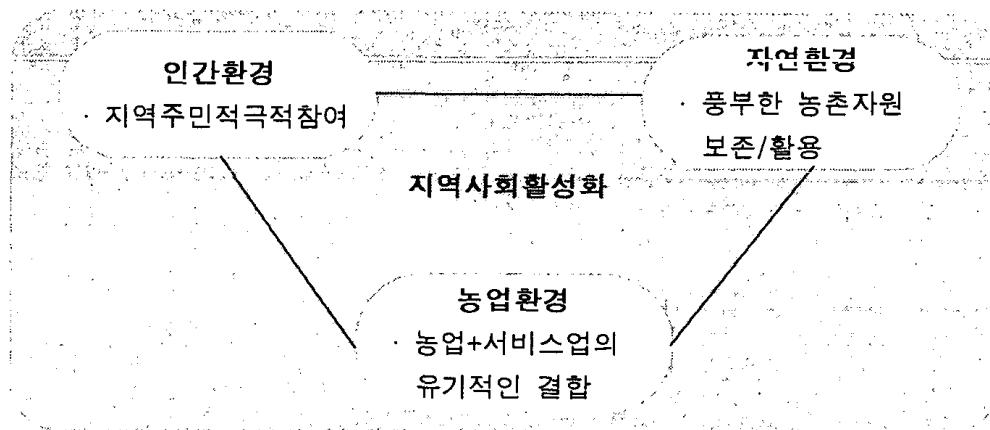 인간환경
· 지역주민적극적참여
자연환경
· 풍부한 농촌자원
보존/활용
지역사회활성화
농업환경
· 농업+서비스업의
유기적인 결합